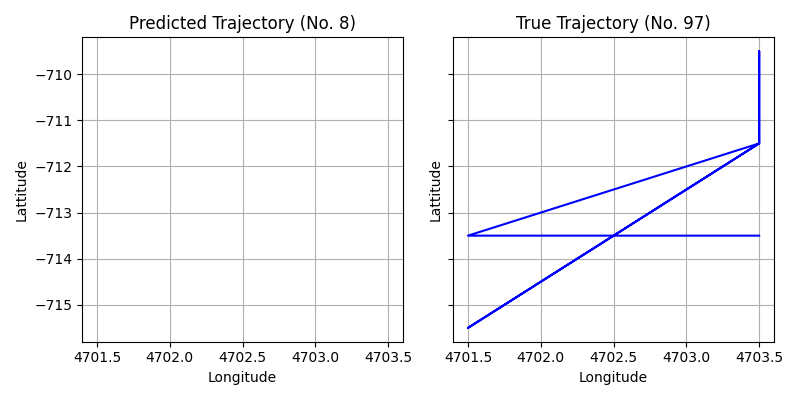 Predicted Trajectory (No. 8)
True Trajectory (No. 97)
−710
−711
−712
−713
−714
−715
Lattitude
Lattitude
4701.5 4702.0 4702.5 4703.0 4703.5
4701.5 4702.0 4702.5 4703.0 4703.5
Longitude
Longitude